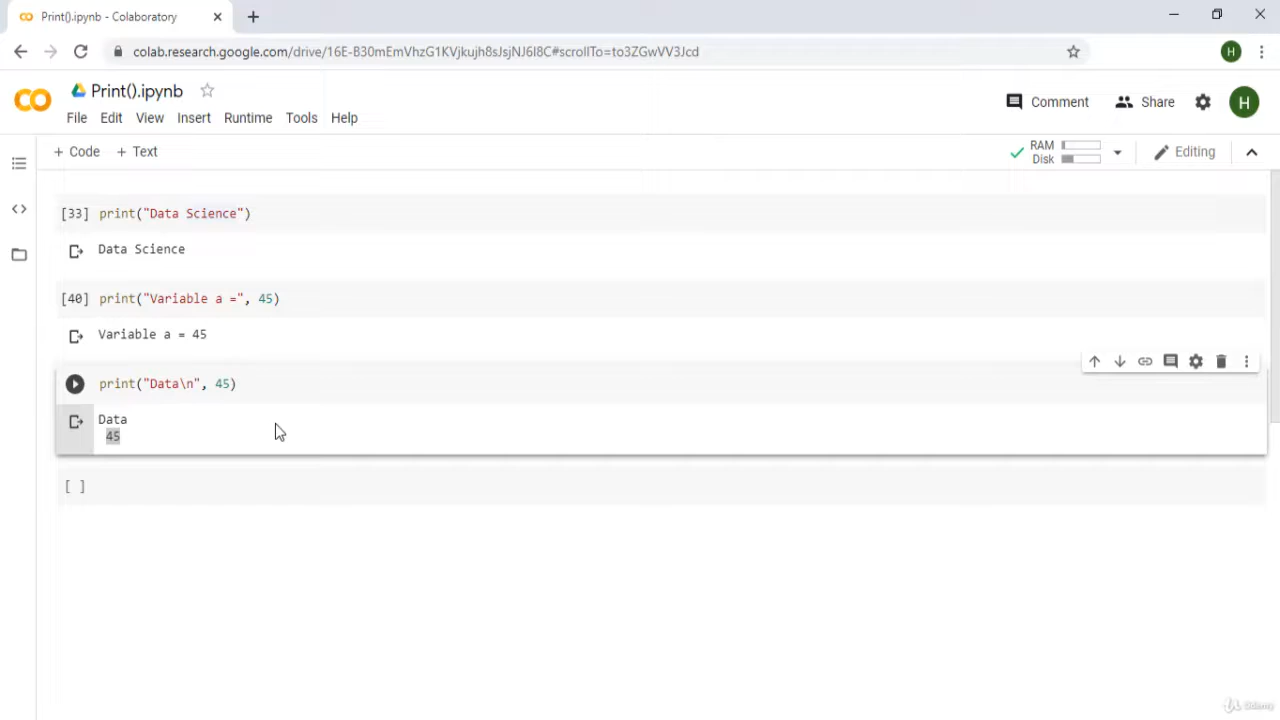 Print().ipynb - Colaboratory
colab.research.google.com/drive/16E-B30mEmVhzG1KVjkujh8sJsjNJ6I8C#scrollTo=to3ZGwVV3Jcd
H
CO
Print().ipynb
Comment
Share
H
File Edit View Insert Runtime Tools Help
+ Code + Text
RAM
Disk
Editing
[33] print("Data Science")
Data Science
[40] print("Variable a =", 45)
Variable a = 45
print("Data\n", 45)
Data
45
[ ]
Udemy